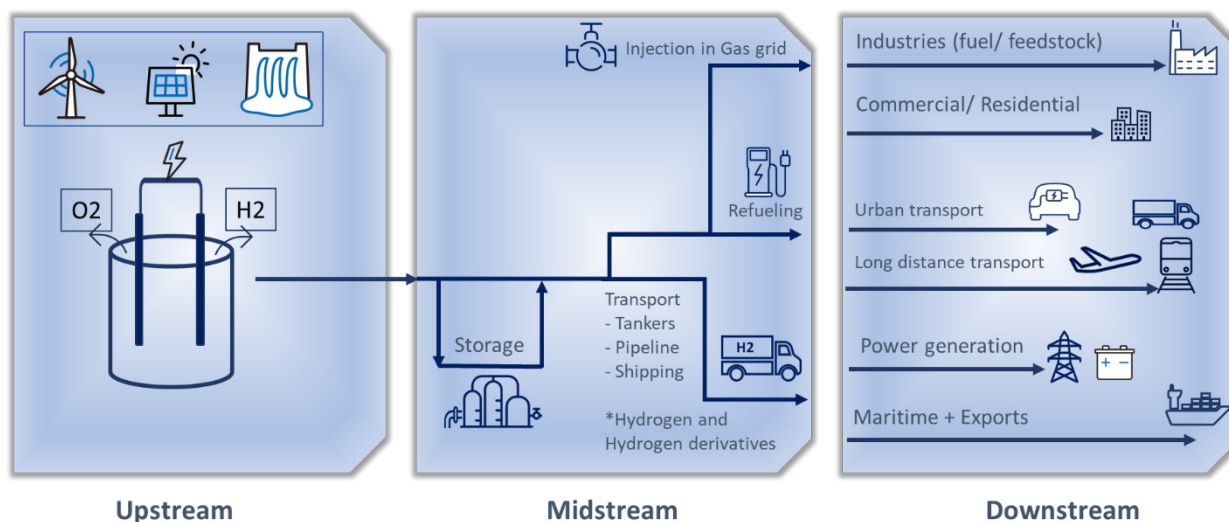 O2
H2
Upstream
Injection in Gas grid
Refueling
Storage
Transport
- Tankers
- Pipeline
- Shipping
H2
*Hydrogen and
Hydrogen derivatives
Midstream
Industries (fuel/ feedstock)
Commercial/ Residential
Urban transport
Long distance transport
Power generation
+ -
Maritime + Exports
Downstream